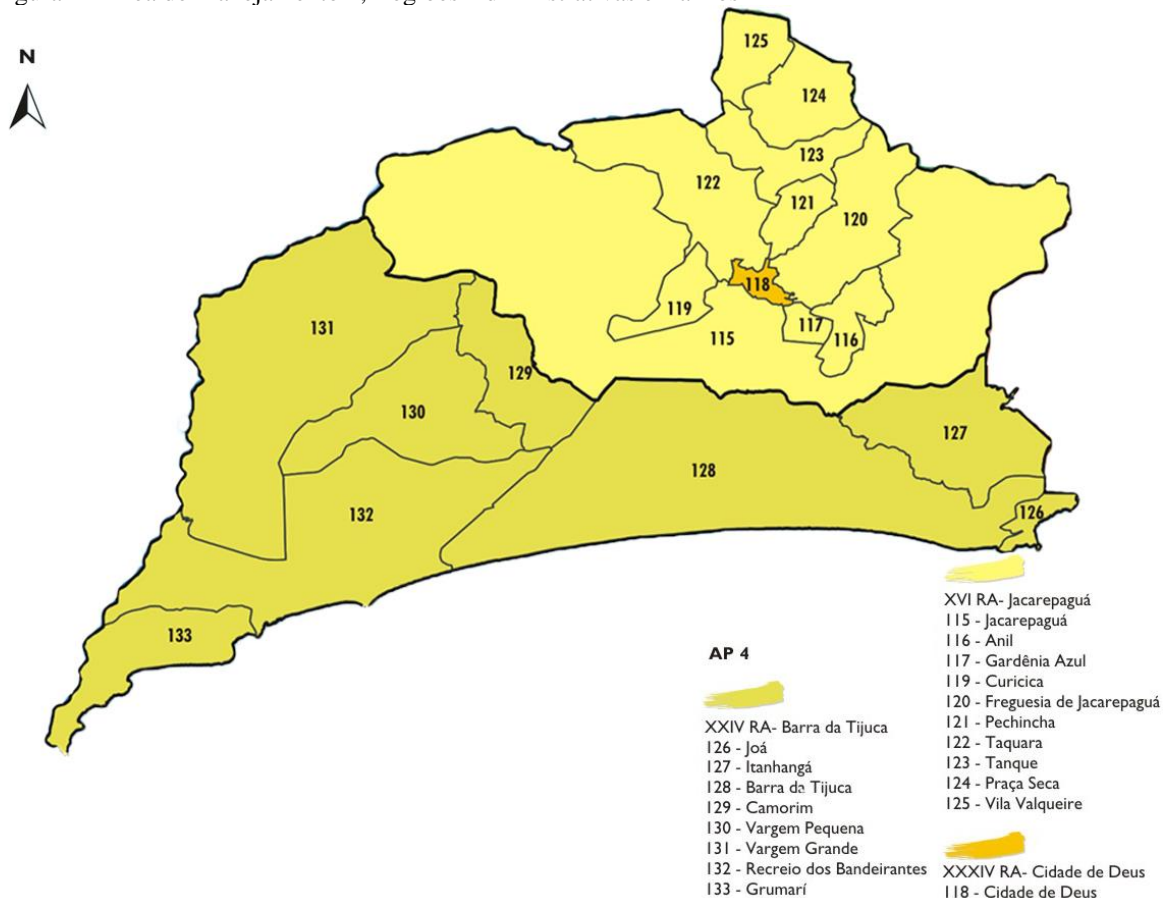 N
125
124
123
122
121
120
118
119
117
116
115
131
129
130
127
128
132
126
133
AP 4
XXIV RA- Barra da Tijuca
126 - Joá
127 - Itanhangá
128 - Barra da Tijuca
129 - Camorim
130 - Vargem Pequena
131 - Vargem Grande
132 - Recreio dos Bandeirantes
133 - Grumarí
XVI RA- Jacarepaguá
115 - Jacarepaguá
116 - Anil
117 - Gardênia Azul
119 - Curicica
120 - Freguesia de Jacarepaguá
121 - Pechincha
122 - Taquara
123 - Tanque
124 - Praça Seca
125 - Vila Valqueire
XXXIV RA- Cidade de Deus
118 - Cidade de Deus